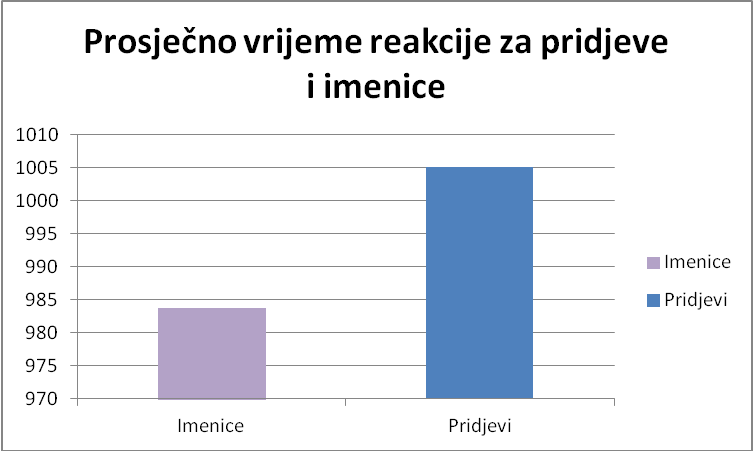 Prosječno vrijeme reakcije za pridjeve
i imenice
1010
1005
1000
995
990
985
980
975
970
Imenice
Pridjevi
Imenice
Pridjevi